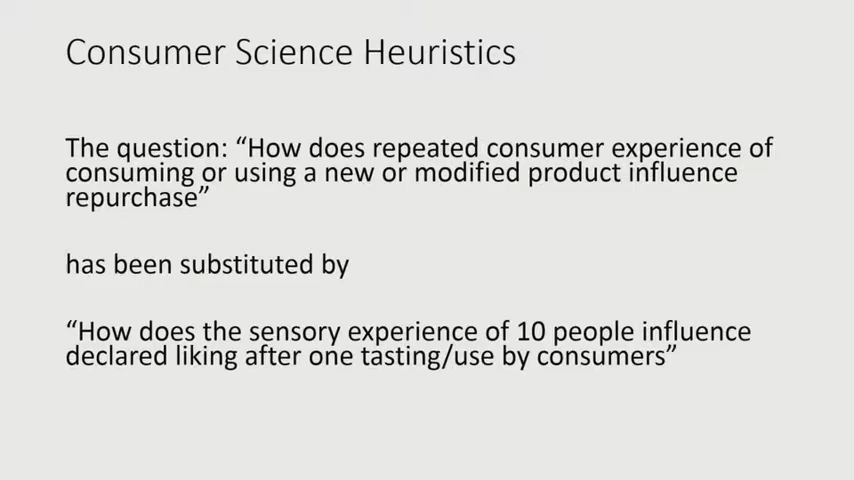 Consumer Science Heuristics
The question: “How does repeated consumer experience of
consuming or using a new or modified product influence
repurchase”
has been substituted by
“How does the sensory experience of 10 people influence
declared liking after one tasting/use by consumers”